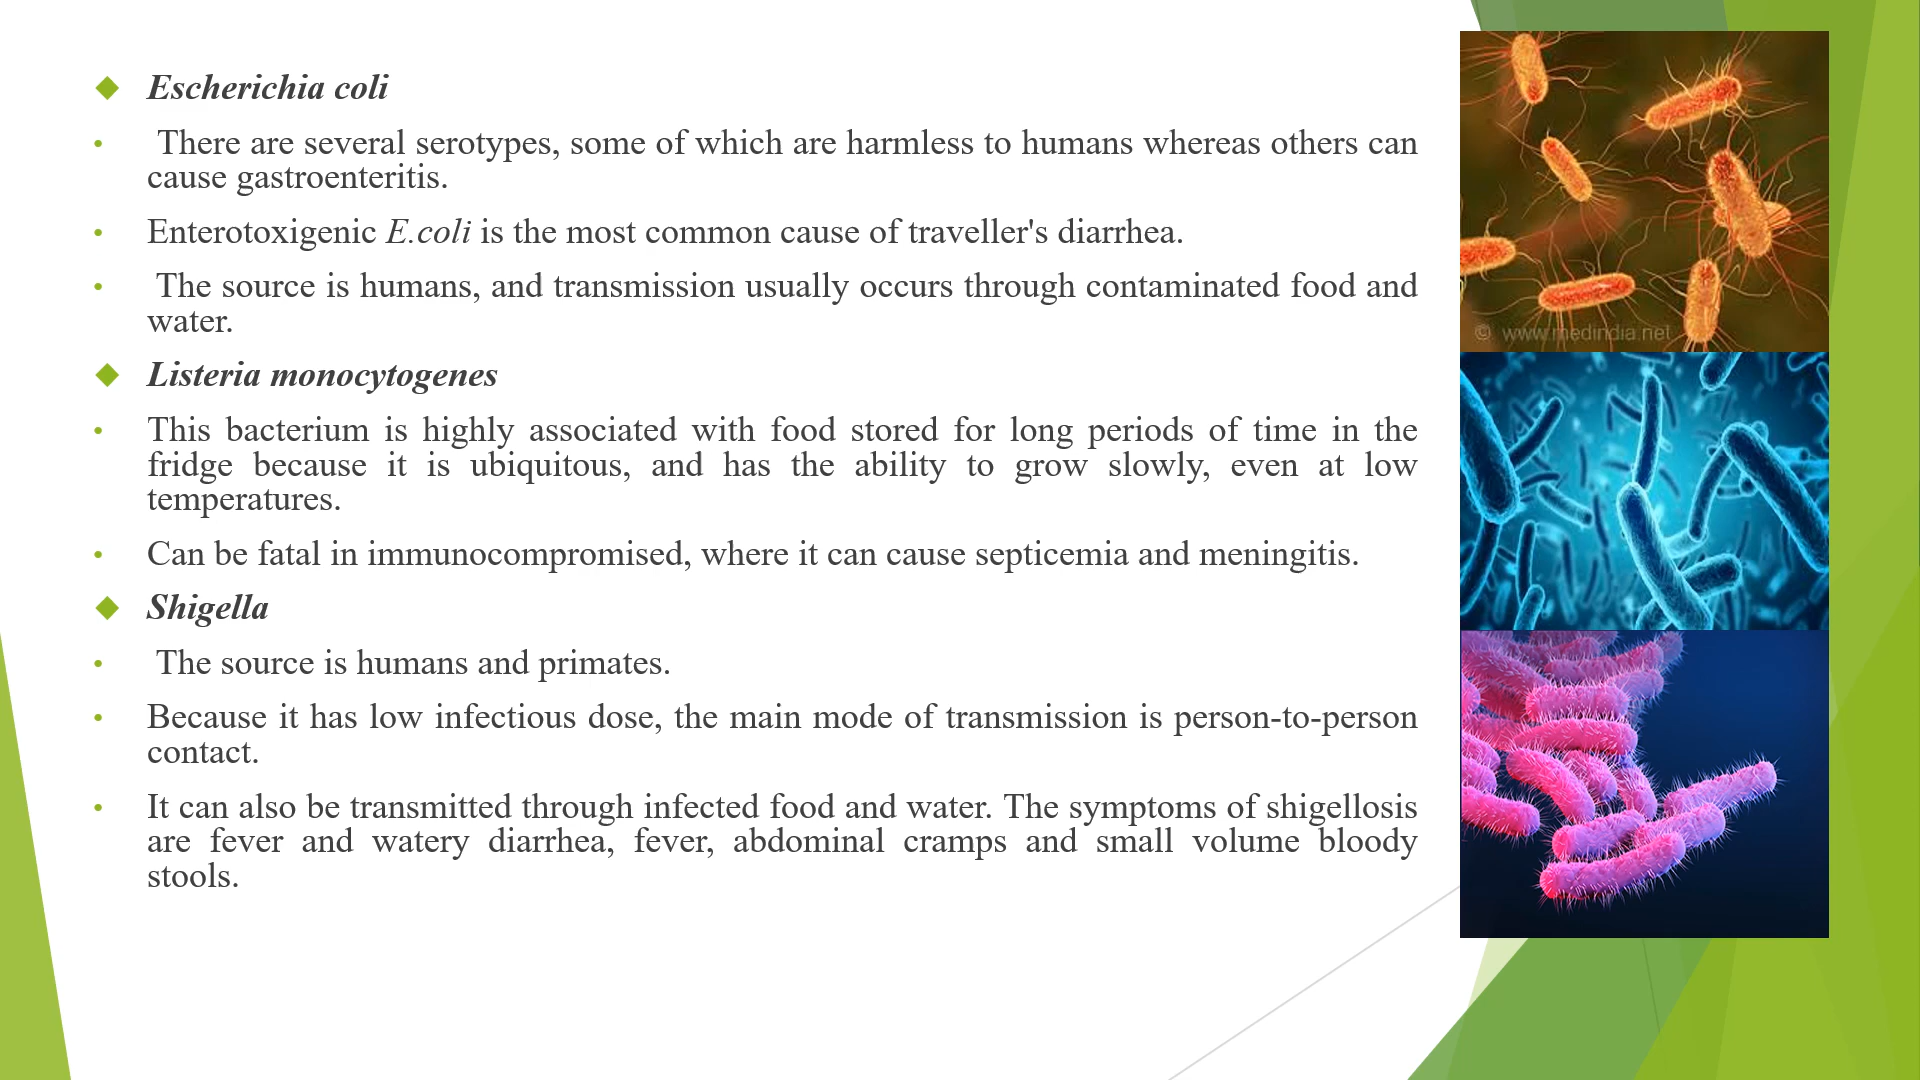 Escherichia coli
There are several serotypes, some of which are harmless to humans whereas others can
cause gastroenteritis.
Enterotoxigenic E.coli is the most common cause of traveller's diarrhea.
The source is humans, and transmission usually occurs through contaminated food and
water.
Listeria monocytogenes
This bacterium is highly associated with food stored for long periods of time in the
fridge because it is ubiquitous, and has the ability to grow slowly, even at low
temperatures.
Can be fatal in immunocompromised, where it can cause septicemia and meningitis.
Shigella
The source is humans and primates.
Because it has low infectious dose, the main mode of transmission is person-to-person
contact.
It can also be transmitted through infected food and water. The symptoms of shigellosis
are fever and watery diarrhea, fever, abdominal cramps and small volume bloody
stools.
© www.medindia.net